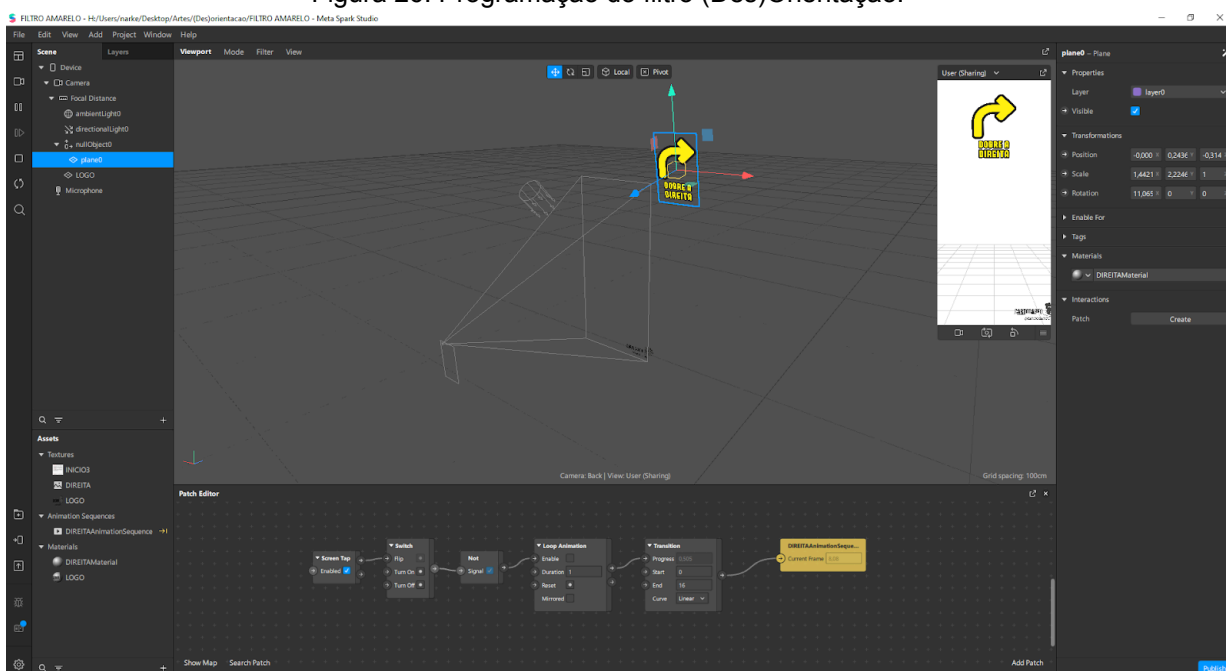 Figura 20: Programação do filtro (Des)Orientação.
FILTRO AMARELO - H:/Users/narke/Desktop/Artes/(Des)orientacao/FILTRO AMARELO - Meta Spark Studio
File Edit View Add Project Window Help
Scene Layers
Device
Camera
Focal Distance
ambientLight0
directionalLight0
nullObject0
plane0
LOGO
Microphone
Assets
Textures
INICIO3
DIREITA
LOGO
Animation Sequences
DIREITAAnimationSequence
Materials
DIREITAMaterial
LOGO
Viewport Mode Filter View
Local Pivot
DOBRE A
DIREITA
User (Sharing)
DOBRE A
DIREITA
Camera: Back | View: User (Sharing)
Grid spacing: 100cm
Patch Editor
Screen Tap
Enabled
Switch
Flip
Turn On
Turn Off
Not
Signal
Loop Animation
Enable
Duration 1
Reset
Mirrored
Transition
Progress 0,500
Start 0
End 16
Curve Linear
DIREITAAnimationSeque...
Current Frame 0,00
Show Map Search Patch
Add Patch
plane0 – Plane
Properties
Layer layer0
Visible
Transformations
Position -0,000 X 0,2436 Y -0,314
Scale 1,4421 X 2,2246 Y 1
Rotation 11,065 X 0 Y 0
Enable For
Tags
Materials
DIREITAMaterial
Interactions
Patch Create
Publish